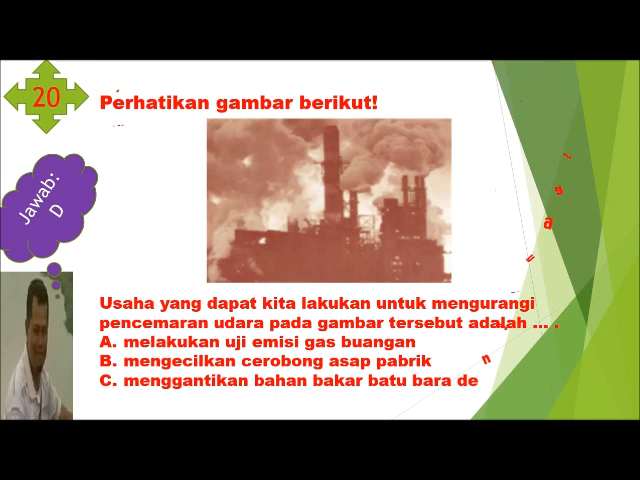 20
Perhatikan gambar berikut!
Jawab:
D
Usaha yang dapat kita lakukan untuk mengurangi
pencemaran udara pada gambar tersebut adalah ... .
A. melakukan uji emisi gas buangan
B. mengecilkan cerobong asap pabrik
C. menggantikan bahan bakar batu bara de